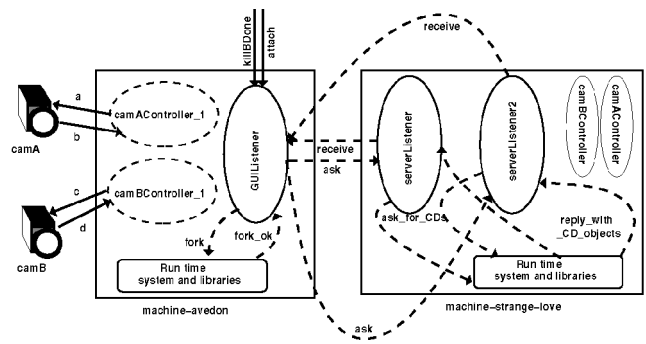 killBDone
attach
receive
a
b
camA
camAController_1
GUIListener
receive
ask
serverListener
serverListener2
camBController
camAController
c
d
camB
camBController_1
fork
fork_ok
ask_for_CDs
reply_with
_CD_objects
Run time
system and libraries
Run time
system and libraries
machine-avedon
machine-strange-love
ask